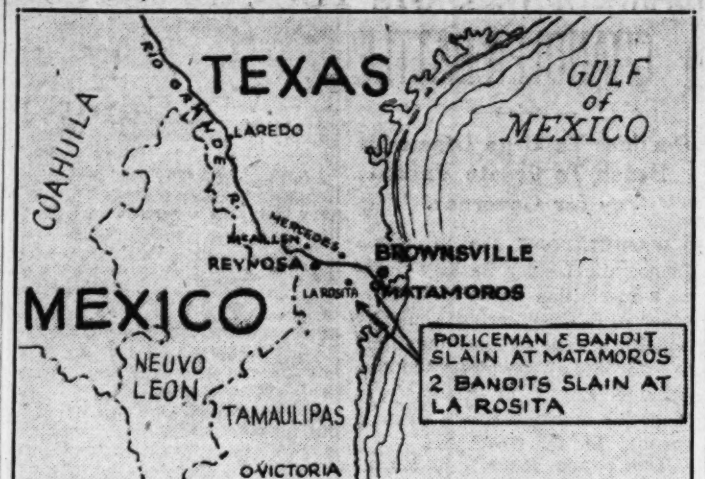 TEXAS
GULF
of
MEXICO
RIO GRANDE R.
COAHUILA
LAREDO
MERCEDES
McALLEN
BROWNSVILLE
REYNOSA
LA ROSITA
MATAMOROS
MEXICO
POLICEMAN & BANDIT
SLAIN AT MATAMOROS
2 BANDITS SLAIN AT
LA ROSITA
NEUVO
LEON
TAMAULIPAS
VICTORIA